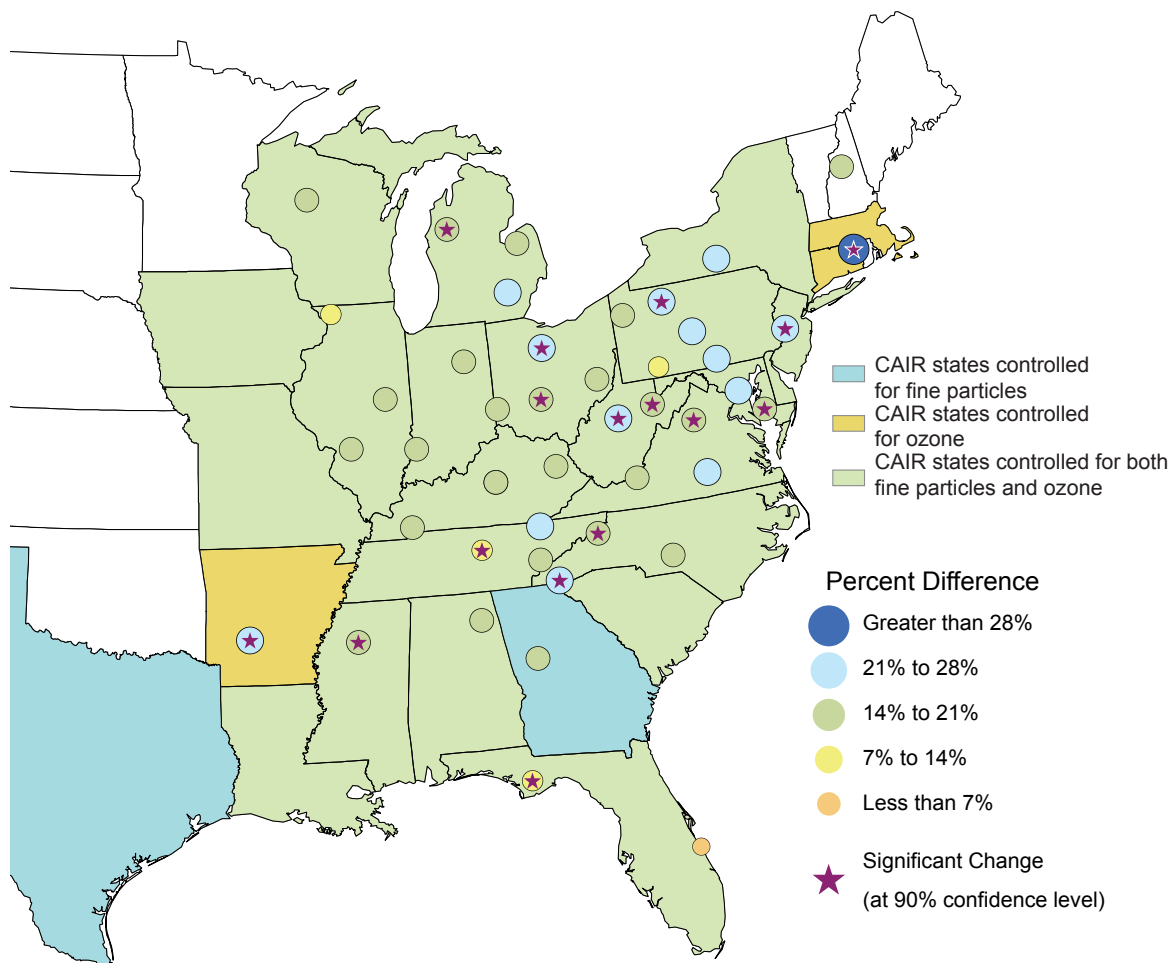 CAIR states controlled
for fine particles
CAIR states controlled
for ozone
CAIR states controlled for both
fine particles and ozone
Percent Difference
Greater than 28%
21% to 28%
14% to 21%
7% to 14%
Less than 7%
Significant Change
(at 90% confidence level)